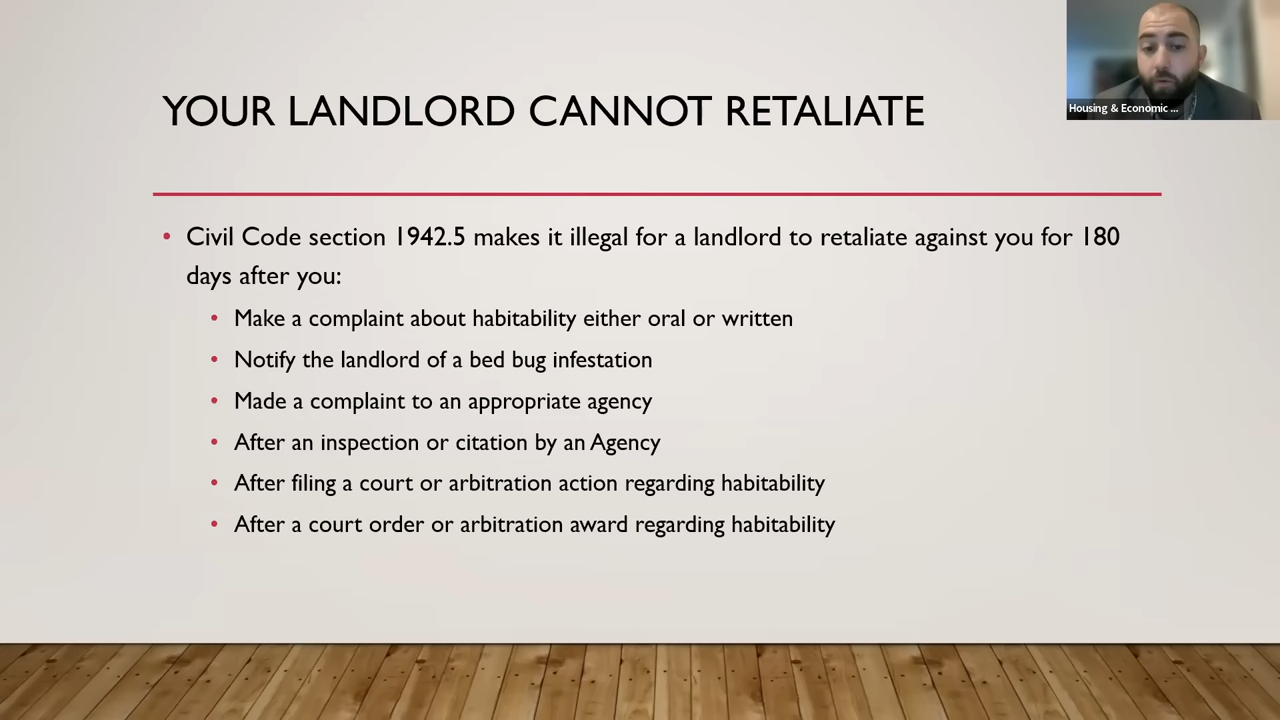 YOUR LANDLORD CANNOT RETALIATE
Housing & Economic ...
• Civil Code section 1942.5 makes it illegal for a landlord to retaliate against you for 180
days after you:
• Make a complaint about habitability either oral or written
• Notify the landlord of a bed bug infestation
• Made a complaint to an appropriate agency
• After an inspection or citation by an Agency
• After filing a court or arbitration action regarding habitability
• After a court order or arbitration award regarding habitability